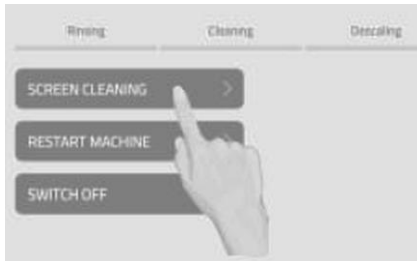 Rinsing Cleaning Descaling
SCREEN CLEANING
RESTART MACHINE
SWITCH OFF